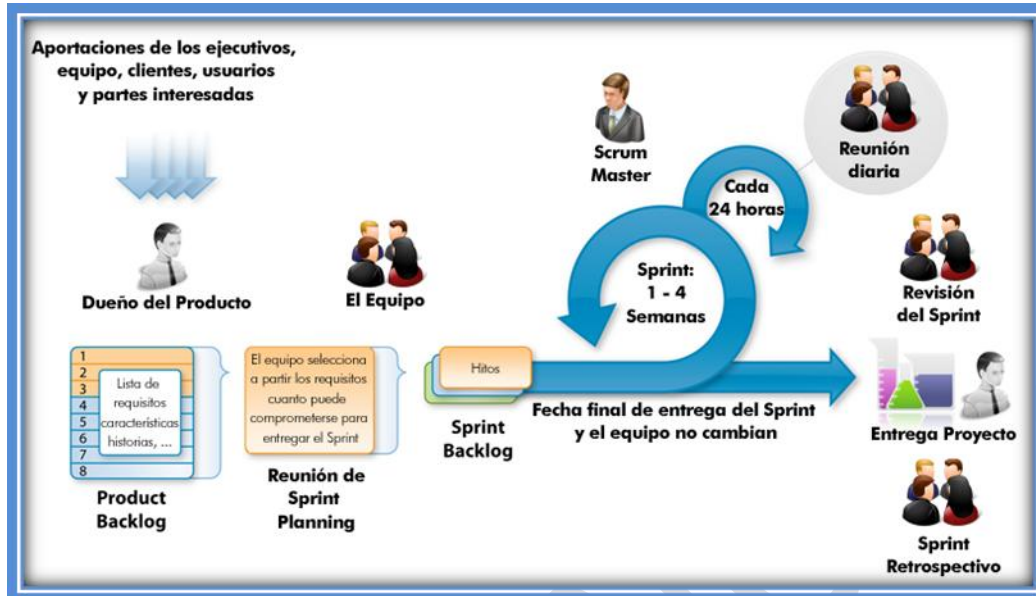 Aportaciones de los ejecutivos,
equipo, clientes, usuarios
y partes interesadas
Dueño del Producto
El Equipo
Scrum
Master
Cada
24 horas
Reunión
diaria
Sprint:
1 - 4
Semanas
Revisión
del Sprint
1
2
3
4
5
6
7
8
Lista de
requisitos
características
historias, ...
Product
Backlog
El equipo selecciona
a partir los requisitos
cuanto puede
comprometerse para
entregar el Sprint
Reunión de
Sprint
Planning
Hitos
Sprint
Backlog
Fecha final de entrega del Sprint
y el equipo no cambian
Entrega Proyecto
Sprint
Retrospectivo